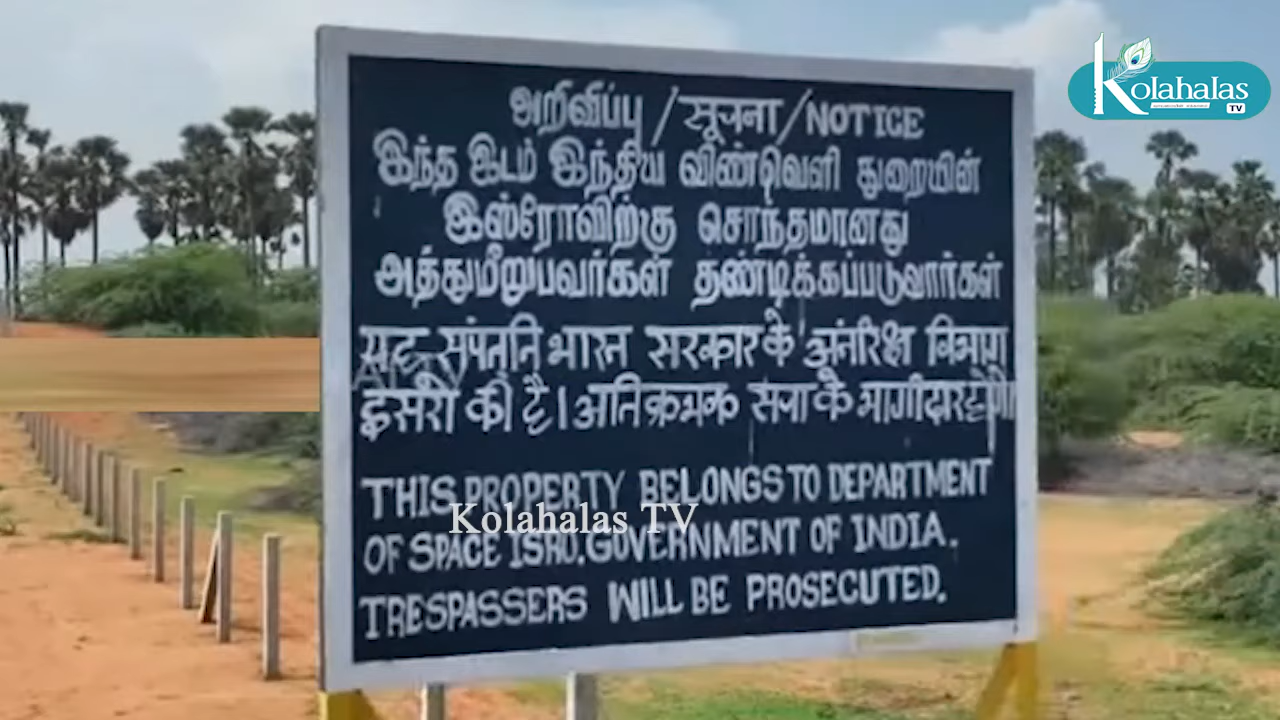 அறிவிப்பு / सूचना / NOTICE
இந்த இடம் இந்திய விண்வெளி துறையின்
இஸ்ரோவிற்கு சொந்தமானது
அத்துமீறுபவர்கள் தண்டிக்கப்படுவார்கள்
यह संपत्ति भारत सरकार के अंतरिक्ष विभाग
इसरो की है। अतिक्रमक सजा के भागीदार होंगे
THIS PROPERTY BELONGS TO DEPARTMENT
OF SPACE ISRO. GOVERNMENT OF INDIA.
TRESPASSERS WILL BE PROSECUTED.
Kolahalas TV
Kolahalas
TV